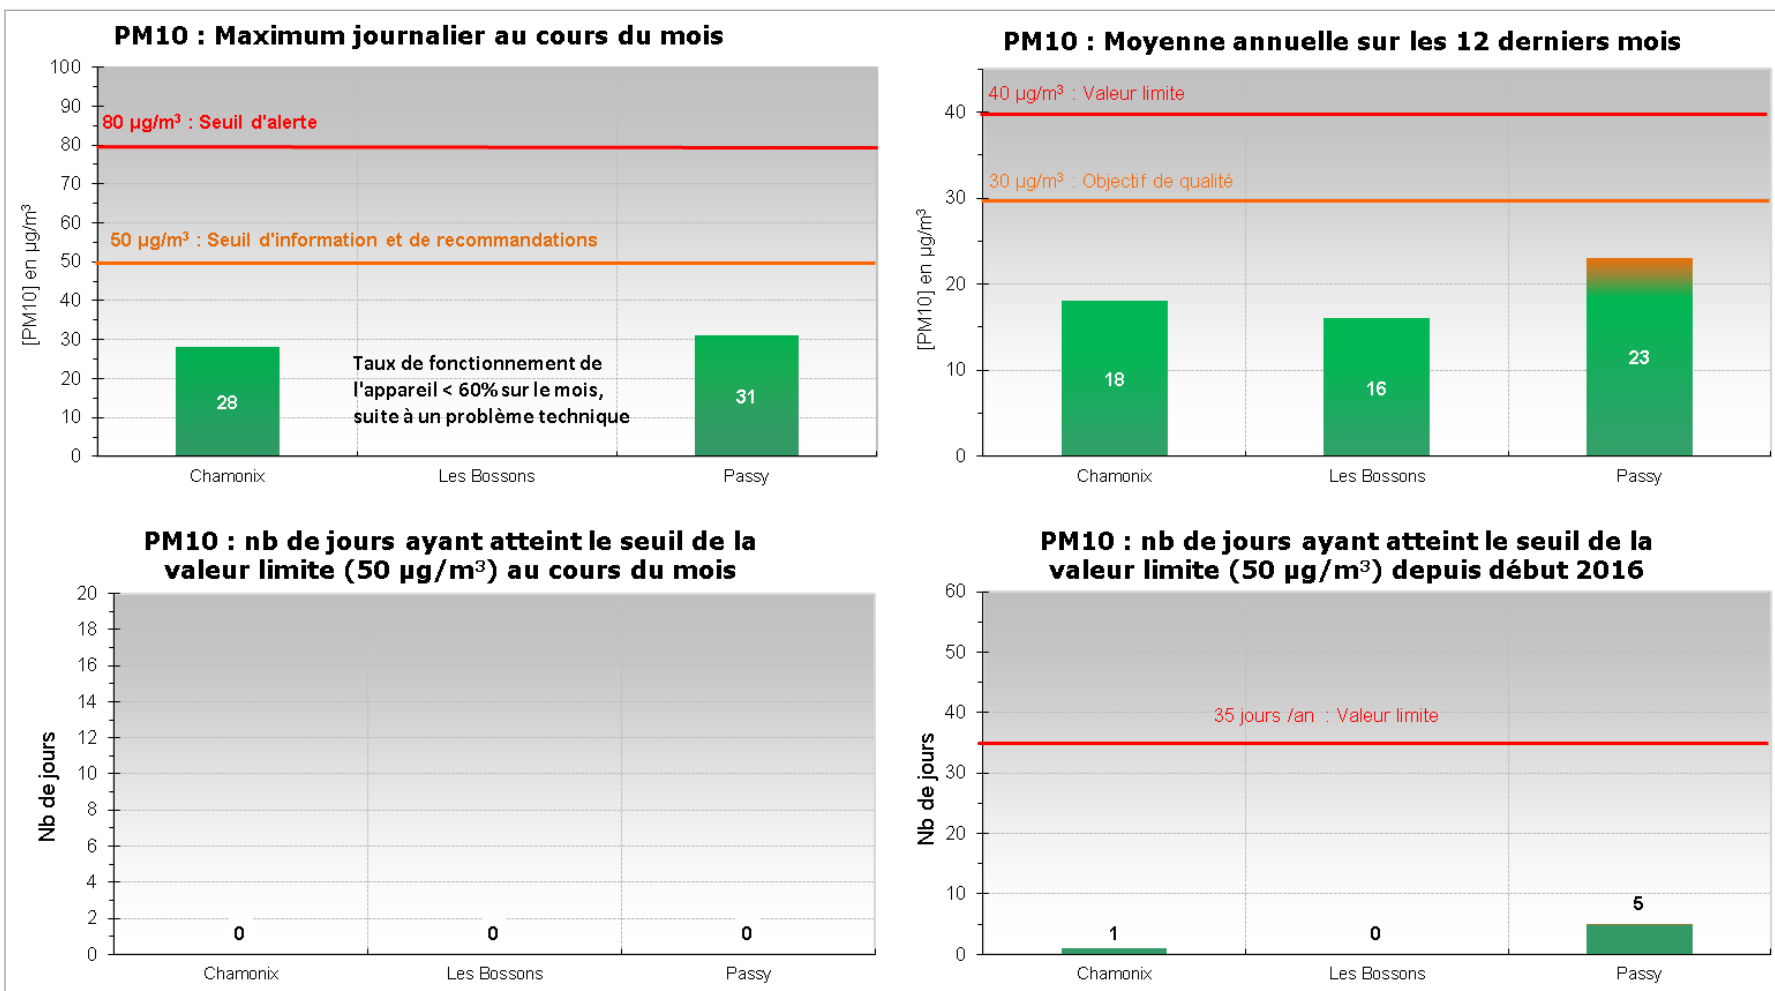 PM10 : Maximum journalier au cours du mois
100
90
80
70
60
50
40
30
20
10
0
[PM10] en µg/m³
80 µg/m³ : Seuil d'alerte
50 µg/m³ : Seuil d'information et de recommandations
28
Taux de fonctionnement de
l'appareil < 60% sur le mois,
suite à un problème technique
31
Chamonix
Les Bossons
Passy
PM10 : Moyenne annuelle sur les 12 derniers mois
40
30
20
10
0
[PM10] en µg/m³
40 µg/m³ : Valeur limite
30 µg/m³ : Objectif de qualité
18
16
23
Chamonix
Les Bossons
Passy
PM10 : nb de jours ayant atteint le seuil de la
valeur limite (50 µg/m³) au cours du mois
20
18
16
14
12
10
8
6
4
2
0
Nb de jours
0
0
0
Chamonix
Les Bossons
Passy
PM10 : nb de jours ayant atteint le seuil de la
valeur limite (50 µg/m³) depuis début 2016
60
50
40
30
20
10
0
Nb de jours
35 jours /an : Valeur limite
1
0
5
Chamonix
Les Bossons
Passy